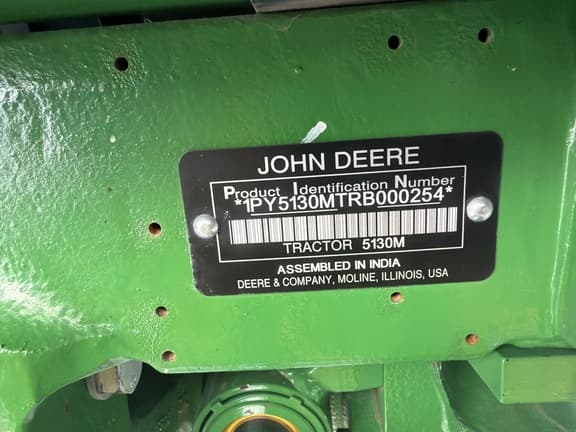 JOHN DEERE
Product Identification Number
*1PY5130MTRB000254*
TRACTOR 5130M
ASSEMBLED IN INDIA
DEERE & COMPANY, MOLINE, ILLINOIS, USA